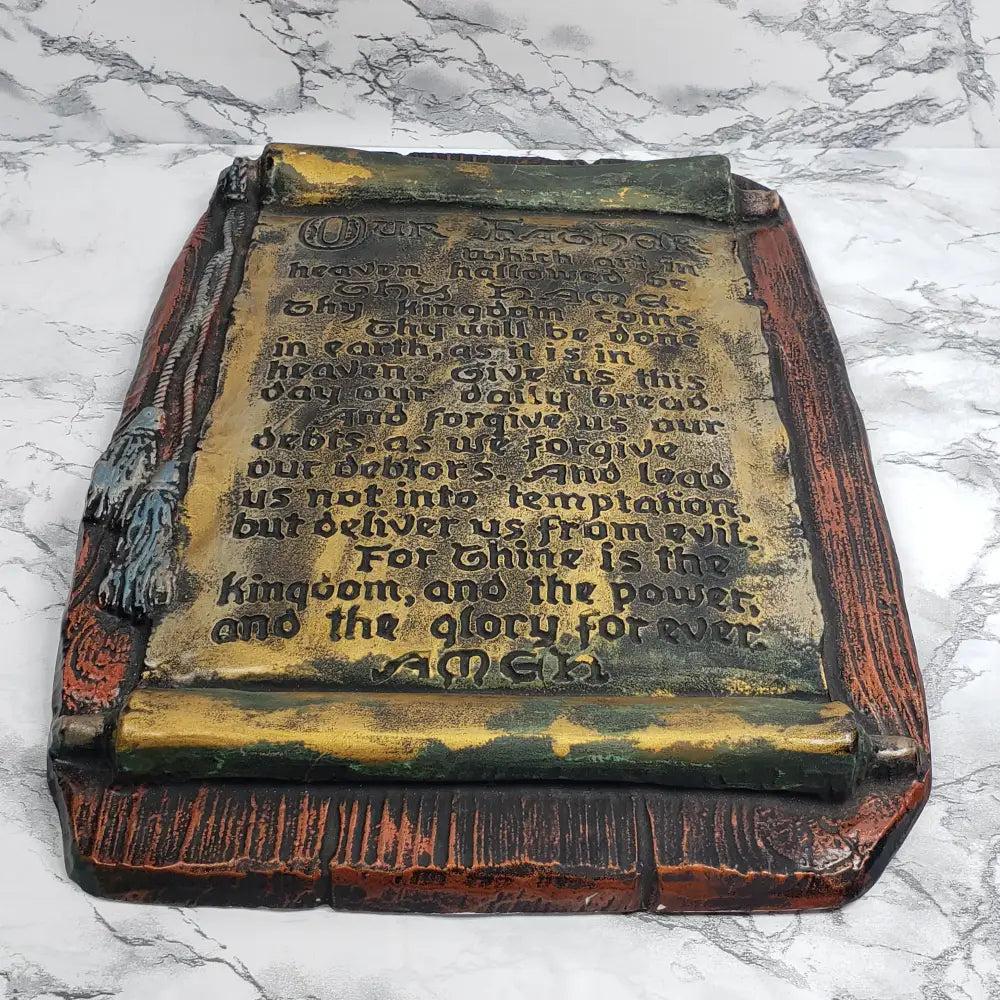 Our Father
Which art in
heaven hallowed be
Thy Name
Thy kingdom come
Thy will be done
in earth, as it is in
heaven. Give us this
day our daily bread.
And forgive us our
debts, as we forgive
our debtors. And lead
us not into temptation,
but deliver us from evil.
For Thine is the
Kingdom, and the power,
and the glory for ever.
AMEN